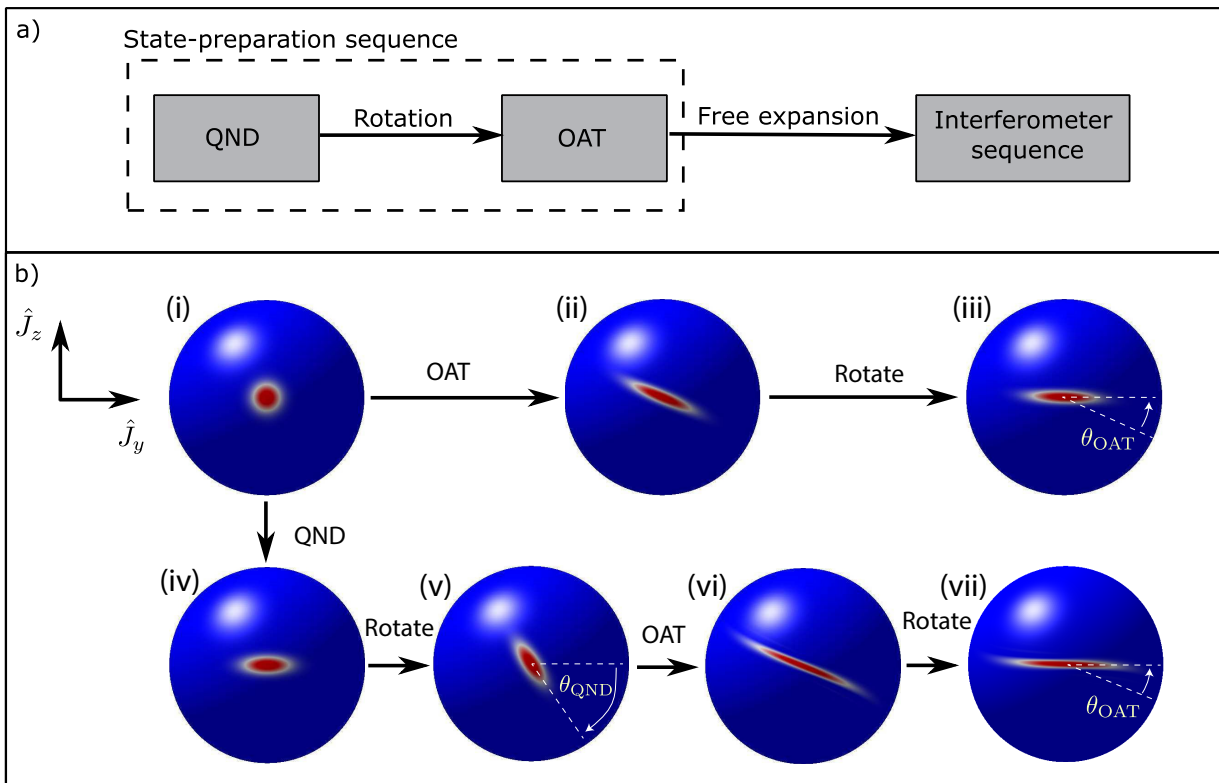 a)
State-preparation sequence
QND
Rotation
OAT
Free expansion
Interferometer
sequence
b)
Ĵz
Ĵy
(i)
OAT
(ii)
Rotate
(iii)
θOAT
QND
(iv)
Rotate
(v)
θQND
OAT
(vi)
Rotate
(vii)
θOAT